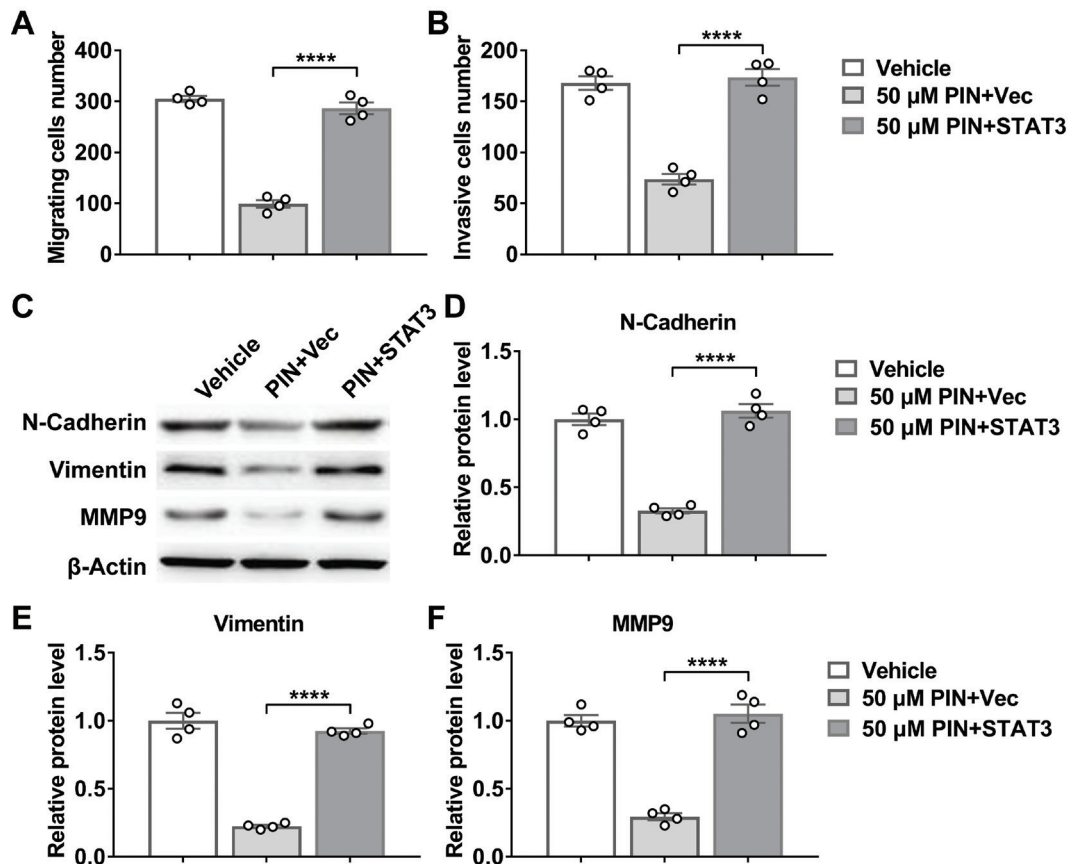 A
Migrating cells number
400
300
200
100
0
****
B
Invasive cells number
200
150
100
50
0
****
Vehicle
50 µM PIN+Vec
50 µM PIN+STAT3
C
Vehicle
PIN+Vec
PIN+STAT3
N-Cadherin
Vimentin
MMP9
β-Actin
D
N-Cadherin
Relative protein level
1.5
1.0
0.5
0.0
****
Vehicle
50 µM PIN+Vec
50 µM PIN+STAT3
E
Vimentin
Relative protein level
1.5
1.0
0.5
0.0
****
F
MMP9
Relative protein level
1.5
1.0
0.5
0.0
****
Vehicle
50 µM PIN+Vec
50 µM PIN+STAT3